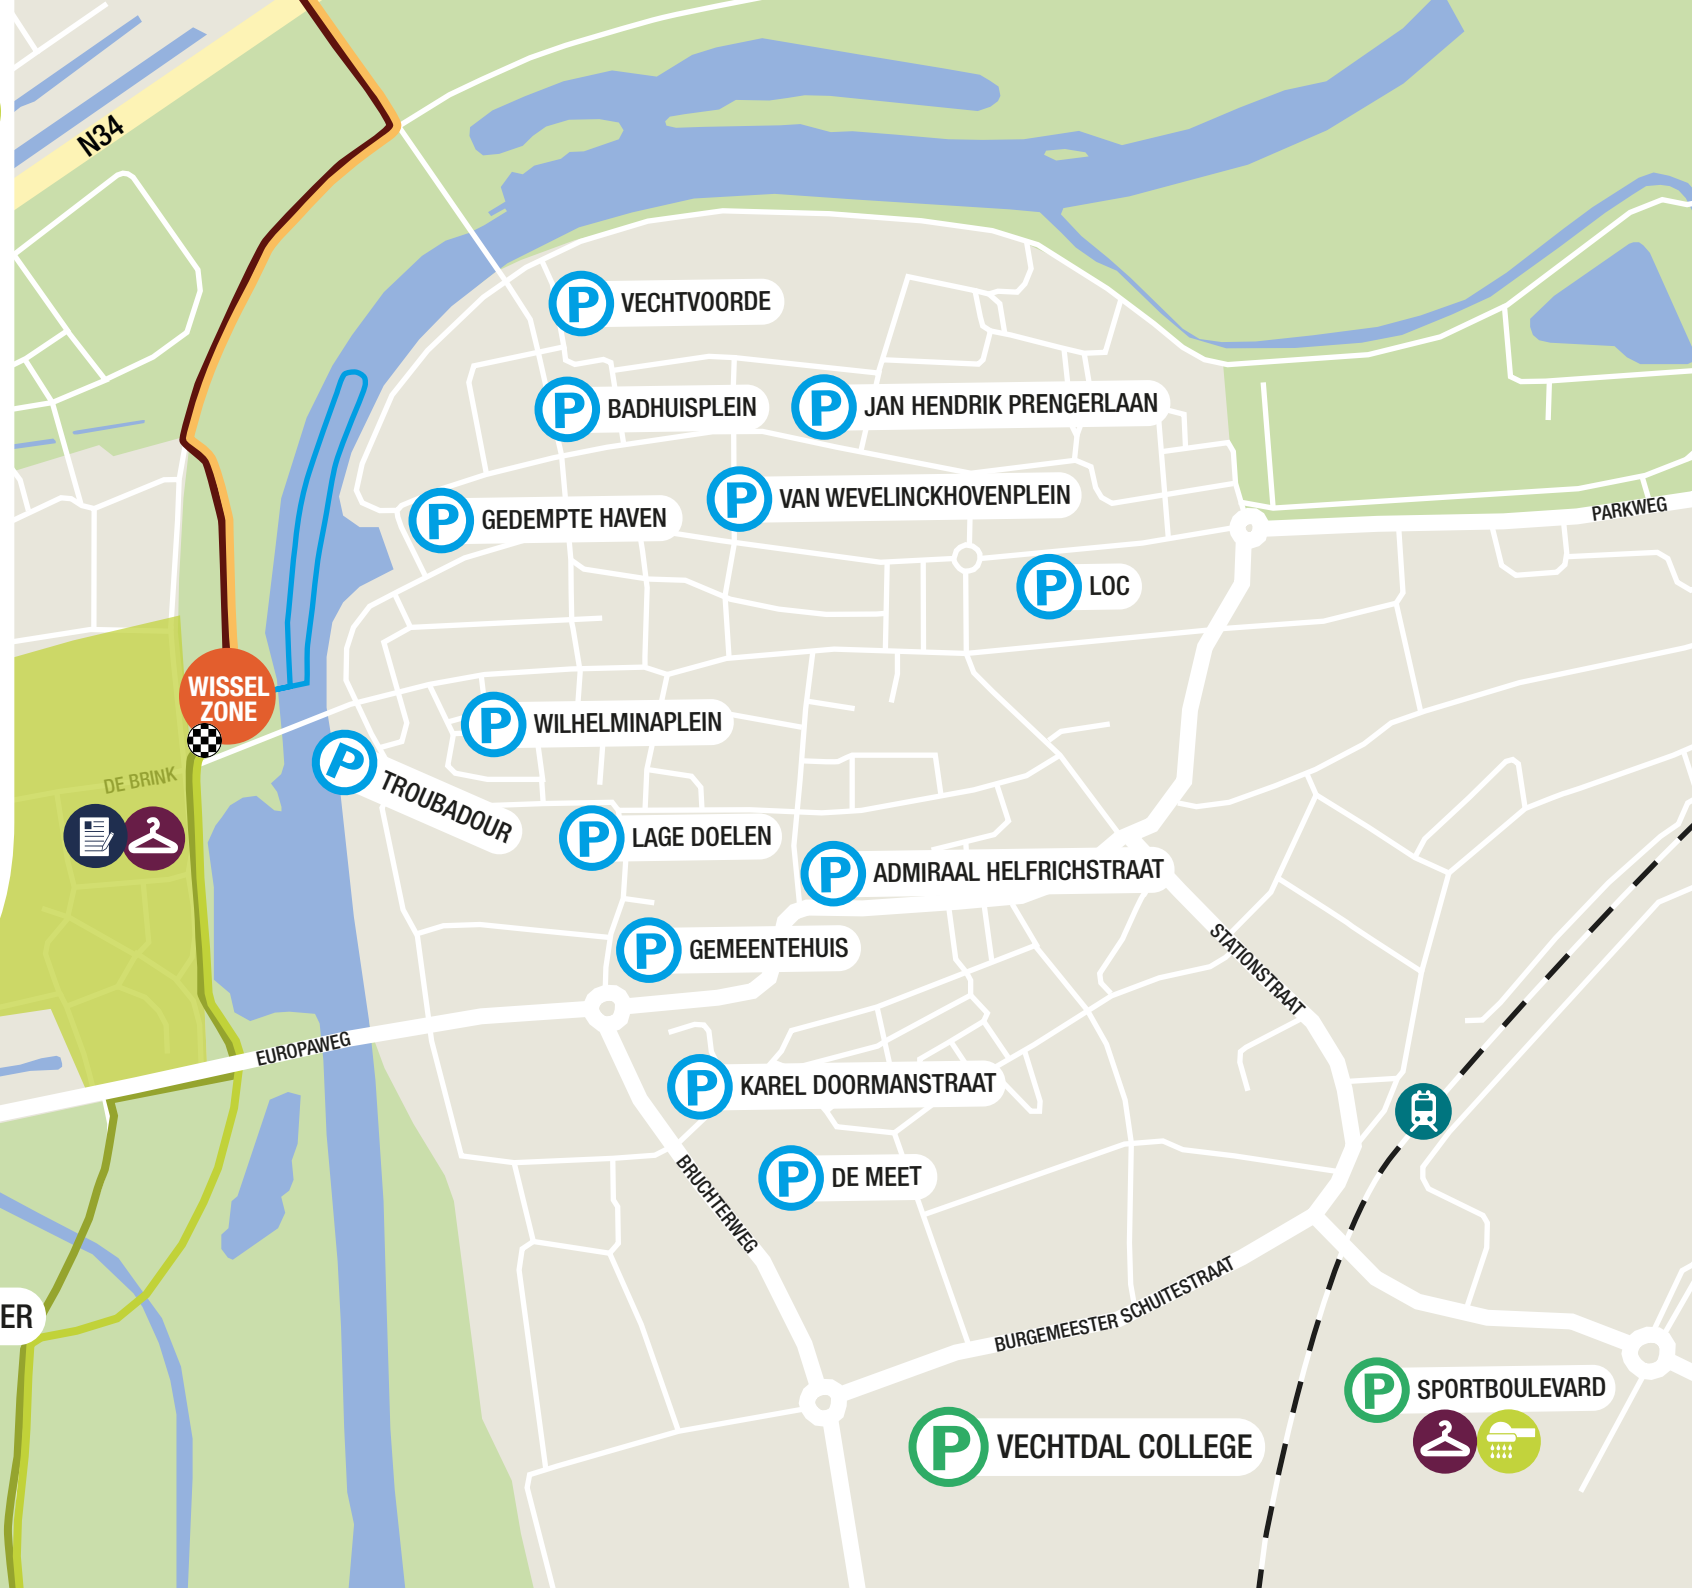 N34
P VECHTVOORDE
P BADHUISPLEIN
P JAN HENDRIK PRENGERLAAN
P GEDEMPTE HAVEN
P VAN WEVELINCKHOVENPLEIN
PARKWEG
P LOC
WISSEL
ZONE
P WILHELMINAPLEIN
DE BRINK
P TROUBADOUR
P LAGE DOELEN
P ADMIRAAL HELFRICHSTRAAT
P GEMEENTEHUIS
STATIONSTRAAT
EUROPAWEG
P KAREL DOORMANSTRAAT
P DE MEET
BRUCHTERWEG
BURGEMEESTER SCHUITESTRAAT
ER
P SPORTBOULEVARD
P VECHTDAL COLLEGE